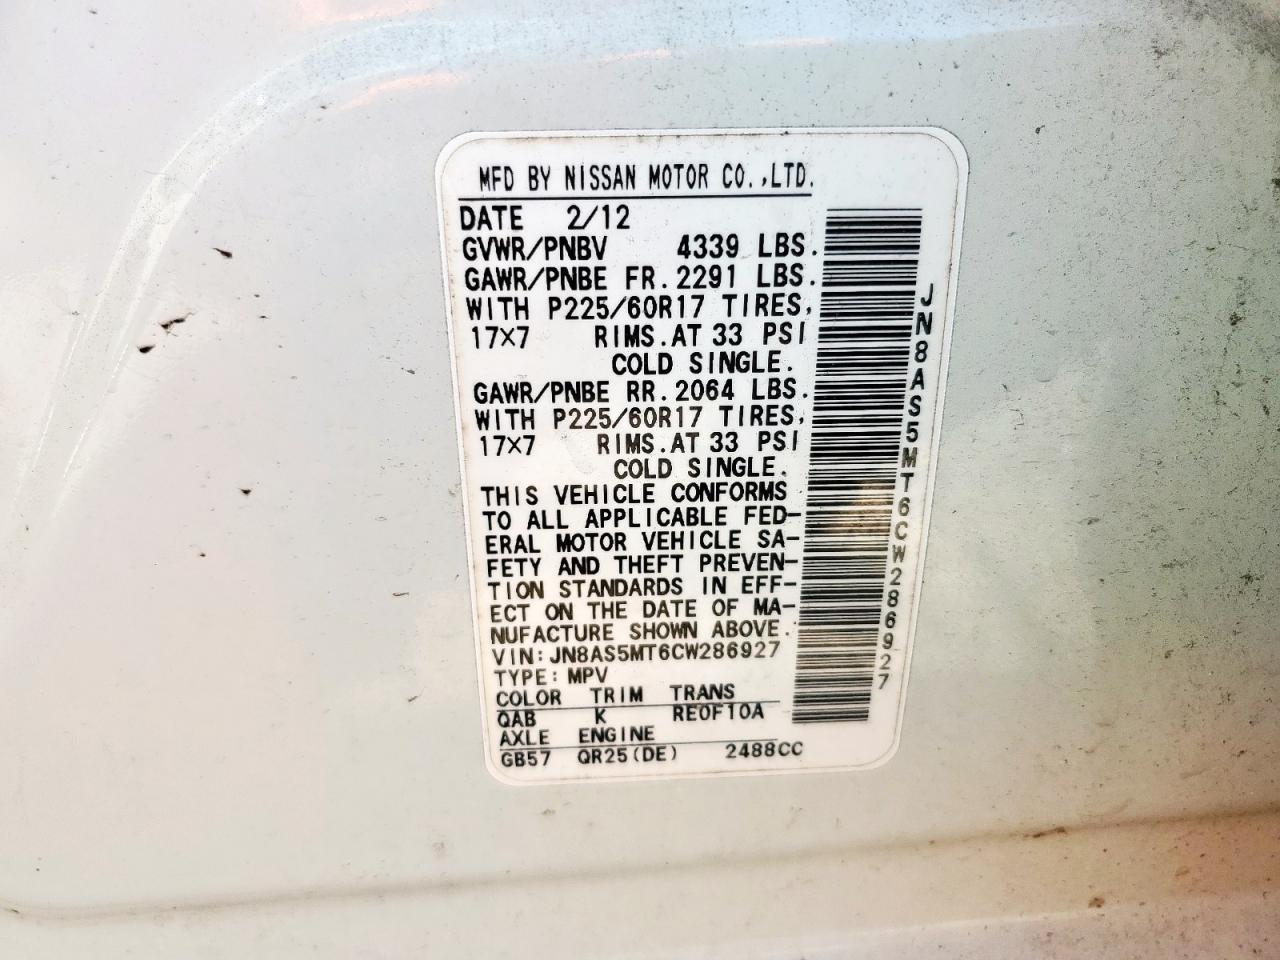 MFD BY NISSAN MOTOR CO.,LTD.
DATE 2/12
GVWR/PNBV 4339 LBS.
GAWR/PNBE FR.2291 LBS.
WITH P225/60R17 TIRES,
17X7 RIMS.AT 33 PSI
COLD SINGLE.
GAWR/PNBE RR.2064 LBS.
WITH P225/60R17 TIRES,
17X7 RIMS.AT 33 PSI
COLD SINGLE.
THIS VEHICLE CONFORMS
TO ALL APPLICABLE FED-
ERAL MOTOR VEHICLE SA-
FETY AND THEFT PREVEN-
TION STANDARDS IN EFF-
ECT ON THE DATE OF MA-
NUFACTURE SHOWN ABOVE.
VIN:JN8AS5MT6CW286927
TYPE:MPV
COLOR TRIM TRANS
QAB K RE0F10A
AXLE ENGINE
GB57 QR25(DE) 2488CC
JN8AS5MT6CW286927